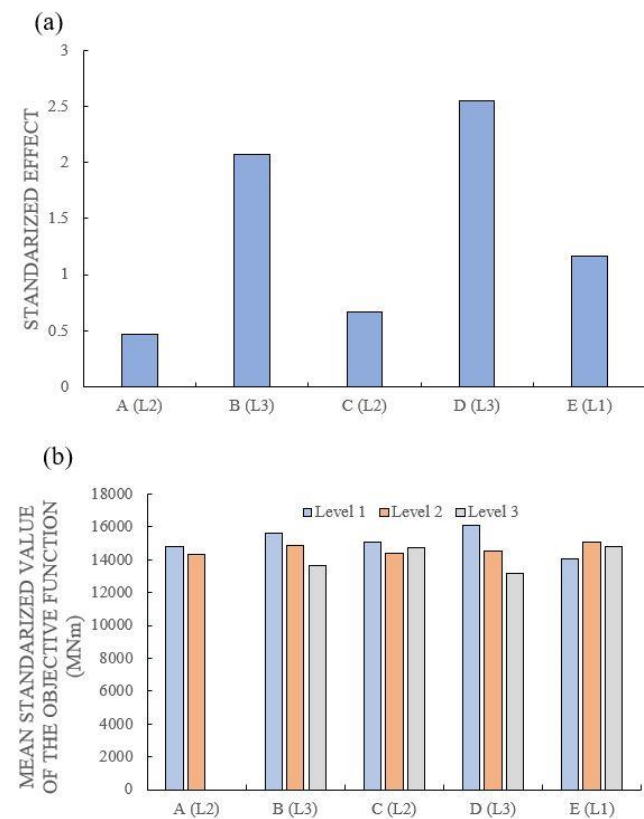 (a)
STANDARIZED EFFECT
3
2.5
2
1.5
1
0.5
0
A (L2) B (L3) C (L2) D (L3) E (L1)
(b)
MEAN STANDARIZED VALUE
OF THE OBJECTIVE FUNCTION
(MNm)
18000
16000
14000
12000
10000
8000
6000
4000
2000
0
Level 1 Level 2 Level 3
A (L2) B (L3) C (L2) D (L3) E (L1)